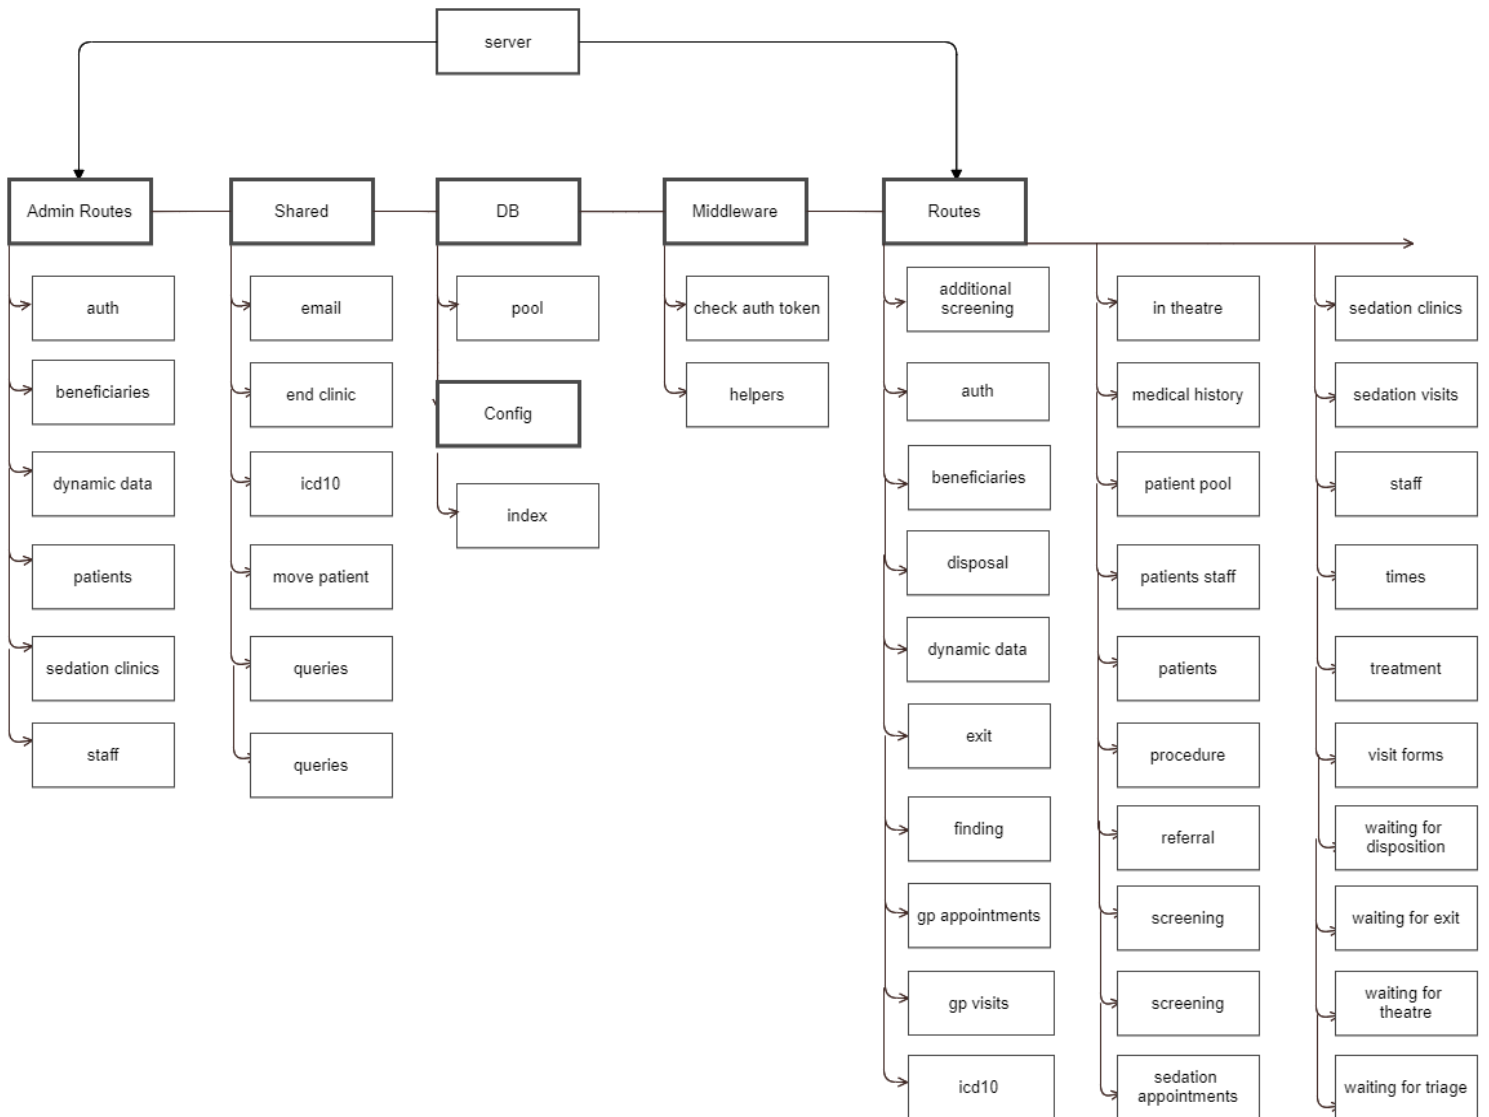 server
Admin Routes
Shared
DB
Middleware
Routes
auth
beneficiaries
dynamic data
patients
sedation clinics
staff
email
end clinic
icd10
move patient
queries
queries
pool
Config
index
check auth token
helpers
additional
screening
auth
beneficiaries
disposal
dynamic data
exit
finding
gp appointments
gp visits
icd10
in theatre
medical history
patient pool
patients staff
patients
procedure
referral
screening
screening
sedation
appointments
sedation clinics
sedation visits
staff
times
treatment
visit forms
waiting for
disposition
waiting for exit
waiting for
theatre
waiting for triage